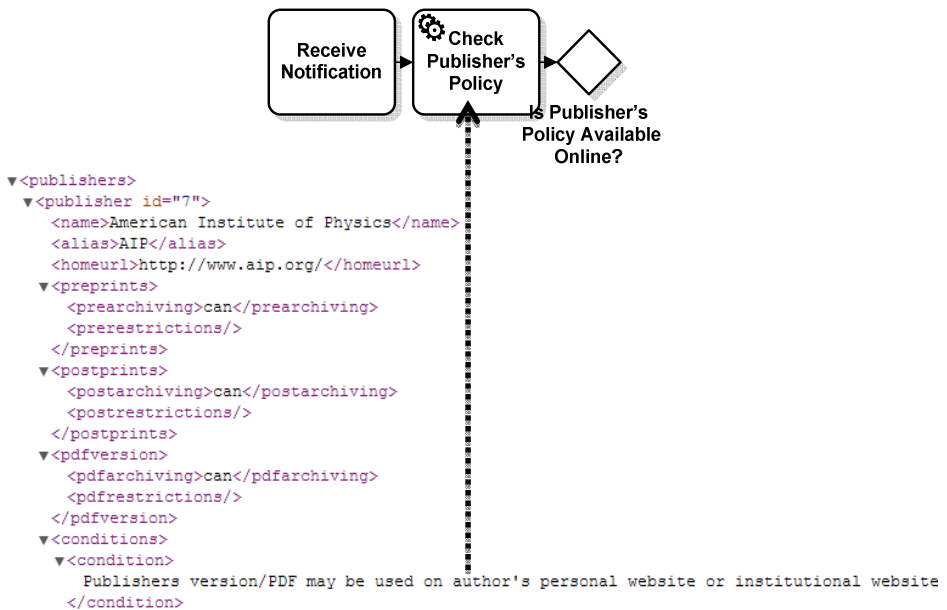 Receive
Notification
Check
Publisher's
Policy
Is Publisher's
Policy Available
Online?
▼<publishers>
▼<publisher id="7">
<name>American Institute of Physics</name>
<alias>AIP</alias>
<homeurl>http://www.aip.org/</homeurl>
▼<preprints>
<prearchiving>can</prearchiving>
<prerestrictions/>
</preprints>
▼<postprints>
<postarchiving>can</postarchiving>
<postrestrictions/>
</postprints>
▼<pdfversion>
<pdfarchiving>can</pdfarchiving>
<pdfrestrictions/>
</pdfversion>
▼<conditions>
▼<condition>
Publishers version/PDF may be used on author's personal website or institutional website
</condition>